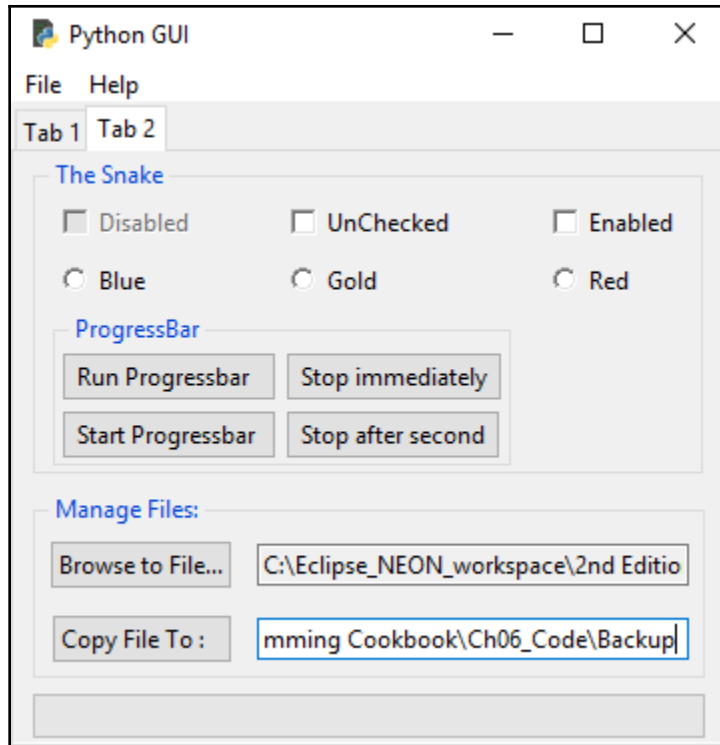 Python GUI
File Help
Tab 1 Tab 2
The Snake
Disabled UnChecked Enabled
Blue Gold Red
ProgressBar
Run Progressbar Stop immediately
Start Progressbar Stop after second
Manage Files:
Browse to File... C:\Eclipse_NEON_workspace\2nd Editio
Copy File To : mming Cookbook\Ch06_Code\Backup